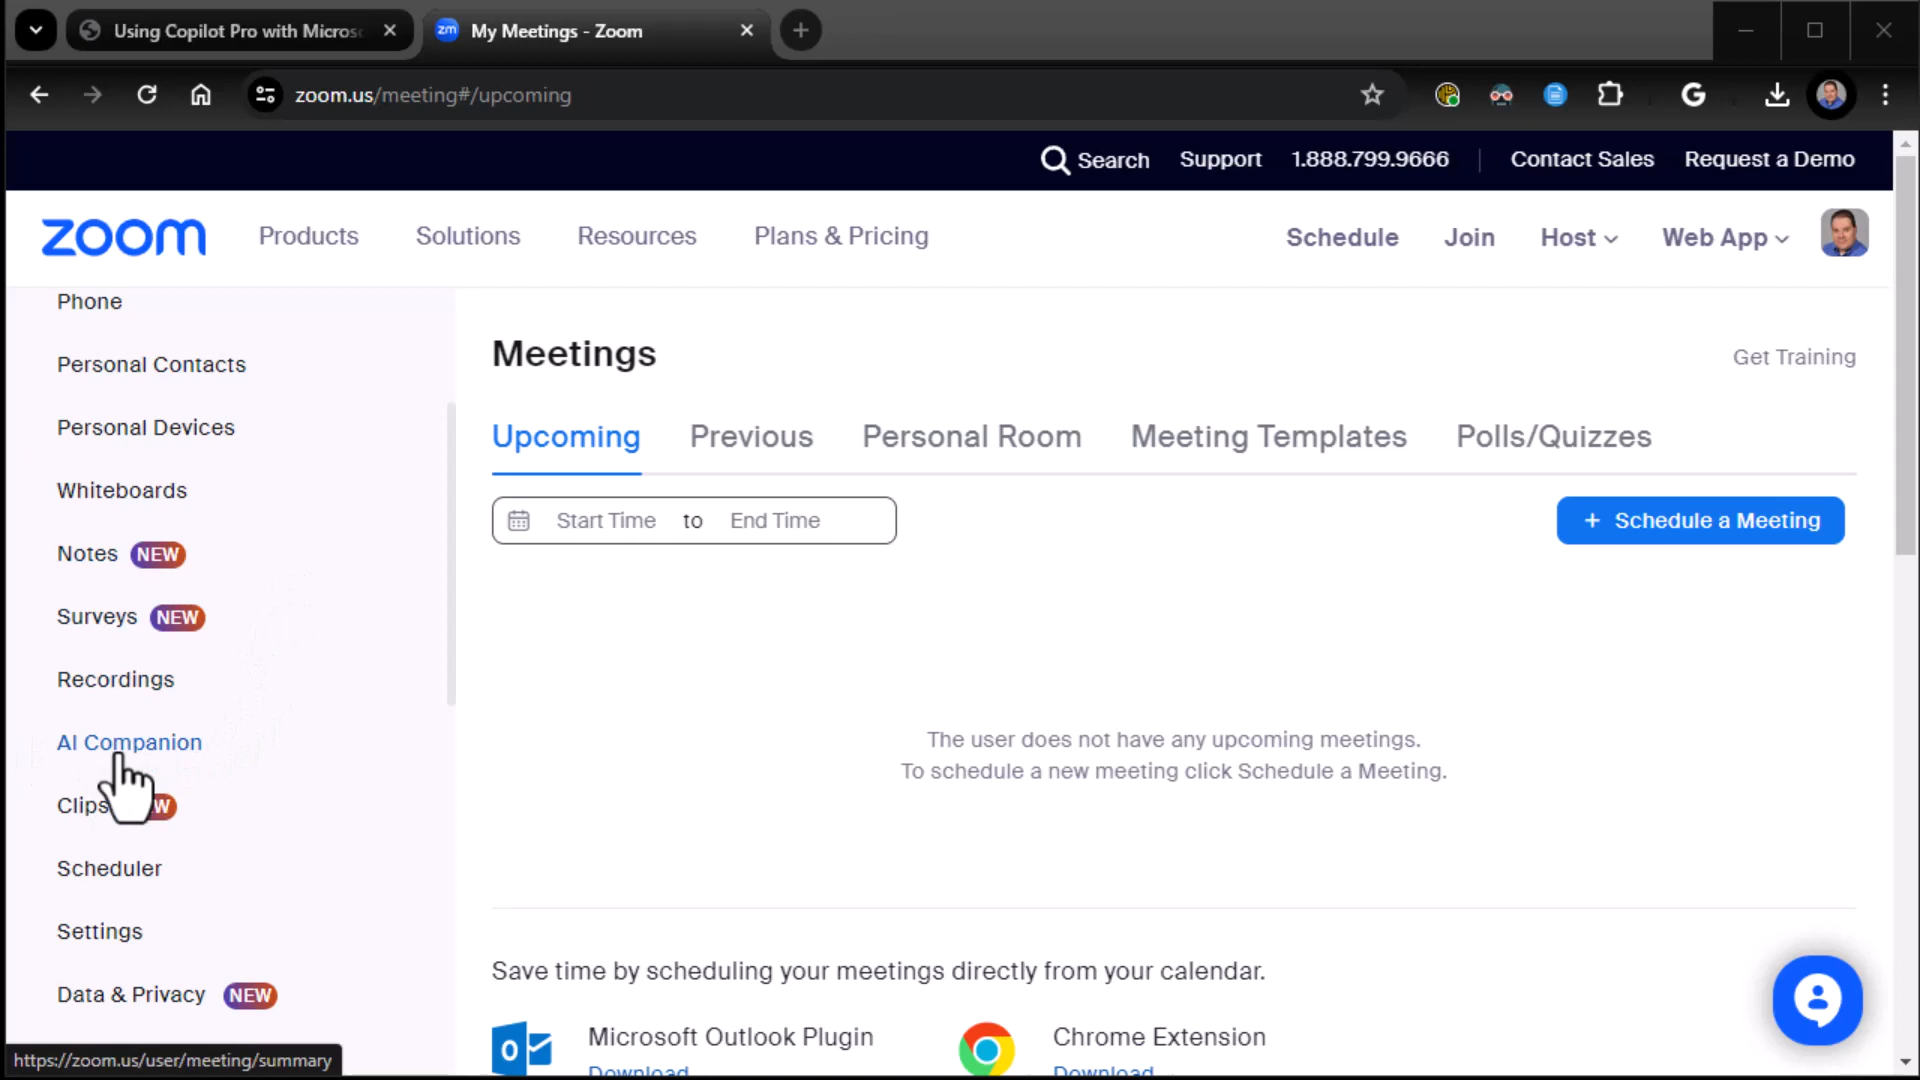 Using Copilot Pro with Micros
zm My Meetings - Zoom
zoom.us/meeting#/upcoming
Search Support 1.888.799.9666 Contact Sales Request a Demo
zoom Products Solutions Resources Plans & Pricing Schedule Join Host Web App
Phone
Personal Contacts
Personal Devices
Whiteboards
Notes NEW
Surveys NEW
Recordings
AI Companion
Clips
Scheduler
Settings
Data & Privacy NEW
https://zoom.us/user/meeting/summary
Meetings
Get Training
Upcoming Previous Personal Room Meeting Templates Polls/Quizzes
Start Time to End Time
+ Schedule a Meeting
The user does not have any upcoming meetings.
To schedule a new meeting click Schedule a Meeting.
Save time by scheduling your meetings directly from your calendar.
Microsoft Outlook Plugin
Download
Chrome Extension
Download